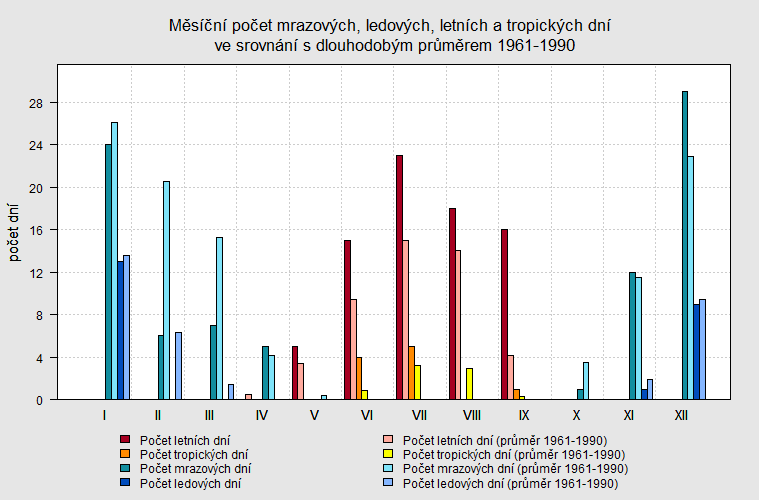 Měsíční počet mrazových, ledových, letních a tropických dní
ve srovnání s dlouhodobým průměrem 1961-1990
počet dní
28
24
20
16
12
8
4
0
I II III IV V VI VII VIII IX X XI XII
Počet letních dní Počet letních dní (průměr 1961-1990)
Počet tropických dní Počet tropických dní (průměr 1961-1990)
Počet mrazových dní Počet mrazových dní (průměr 1961-1990)
Počet ledových dní Počet ledových dní (průměr 1961-1990)